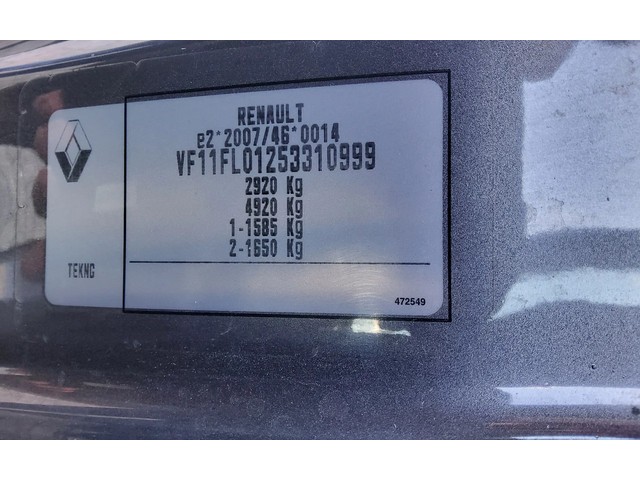 RENAULT
e2*2007/46*0014
VF11FL01253310999
2920 Kg
4920 Kg
1-1585 Kg
2-1650 Kg
TEKNG
472549